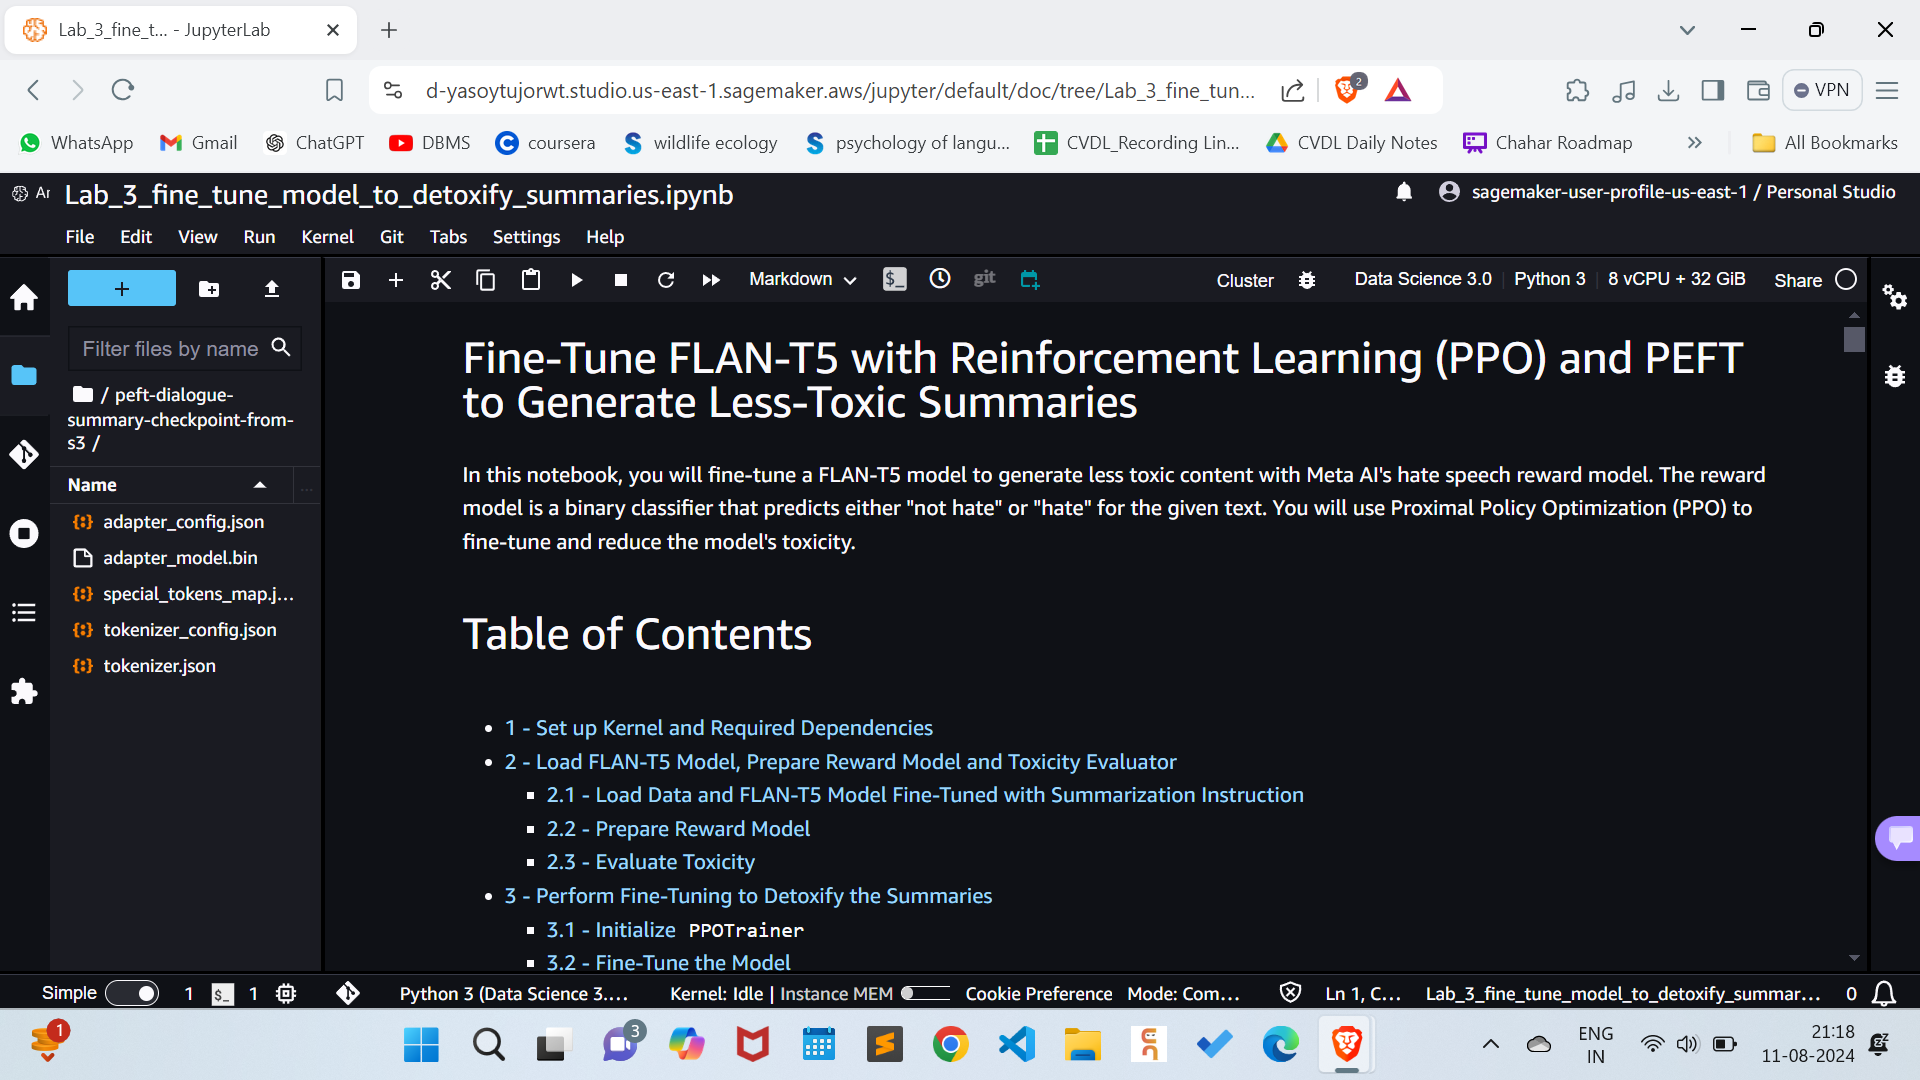 Lab_3_fine_t... - JupyterLab
d-yasoytujorwt.studio.us-east-1.sagemaker.aws/jupyter/default/doc/tree/Lab_3_fine_tun...
2
VPN
WhatsApp Gmail ChatGPT DBMS coursera wildlife ecology psychology of langu... CVDL_Recording Lin... CVDL Daily Notes Chahar Roadmap » All Bookmarks
Ar Lab_3_fine_tune_model_to_detoxify_summaries.ipynb
sagemaker-user-profile-us-east-1 / Personal Studio
File Edit View Run Kernel Git Tabs Settings Help
Markdown git Cluster Data Science 3.0 Python 3 8 vCPU + 32 GiB Share
Filter files by name
/ peft-dialogue-
summary-checkpoint-from-
s3 /
Name ...
adapter_config.json
adapter_model.bin
special_tokens_map.j...
tokenizer_config.json
tokenizer.json
Fine-Tune FLAN-T5 with Reinforcement Learning (PPO) and PEFT
to Generate Less-Toxic Summaries
In this notebook, you will fine-tune a FLAN-T5 model to generate less toxic content with Meta AI's hate speech reward model. The reward
model is a binary classifier that predicts either "not hate" or "hate" for the given text. You will use Proximal Policy Optimization (PPO) to
fine-tune and reduce the model's toxicity.
Table of Contents
1 - Set up Kernel and Required Dependencies
2 - Load FLAN-T5 Model, Prepare Reward Model and Toxicity Evaluator
2.1 - Load Data and FLAN-T5 Model Fine-Tuned with Summarization Instruction
2.2 - Prepare Reward Model
2.3 - Evaluate Toxicity
3 - Perform Fine-Tuning to Detoxify the Summaries
3.1 - Initialize PPOTrainer
3.2 - Fine-Tune the Model
Simple 1 $_ 1 Python 3 (Data Science 3.... Kernel: Idle | Instance MEM Cookie Preference Mode: Com... Ln 1, C... Lab_3_fine_tune_model_to_detoxify_summar... 0
1
3
ENG
IN
21:18
11-08-2024